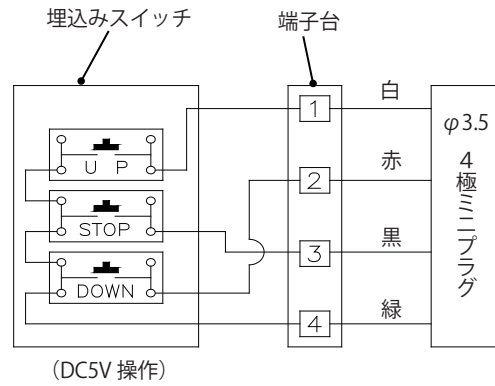 埋込みスイッチ
端子台
UP
STOP
DOWN
1
2
3
4
白
赤
黒
緑
φ3.5
4極ミニプラグ
(DC5V 操作)